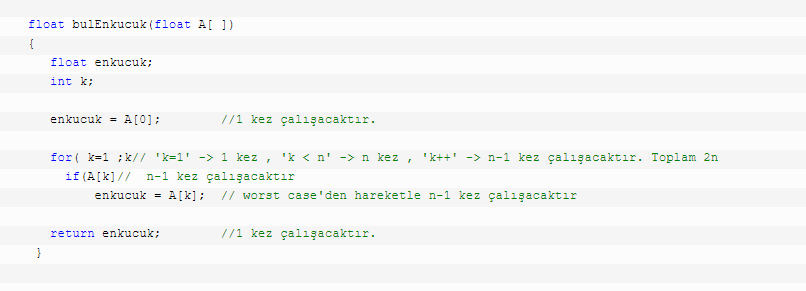 float bulEnkucuk(float A[ ])
{
float enkucuk;
int k;
enkucuk = A[0]; //1 kez çalışacaktır.
for( k=1 ;k// 'k=1' -> 1 kez , 'k < n' -> n kez , 'k++' -> n-1 kez çalışacaktır. Toplam 2n
if(A[k]// n-1 kez çalışacaktır
enkucuk = A[k]; // worst case'den hareketle n-1 kez çalışacaktır
return enkucuk; //1 kez çalışacaktır.
}